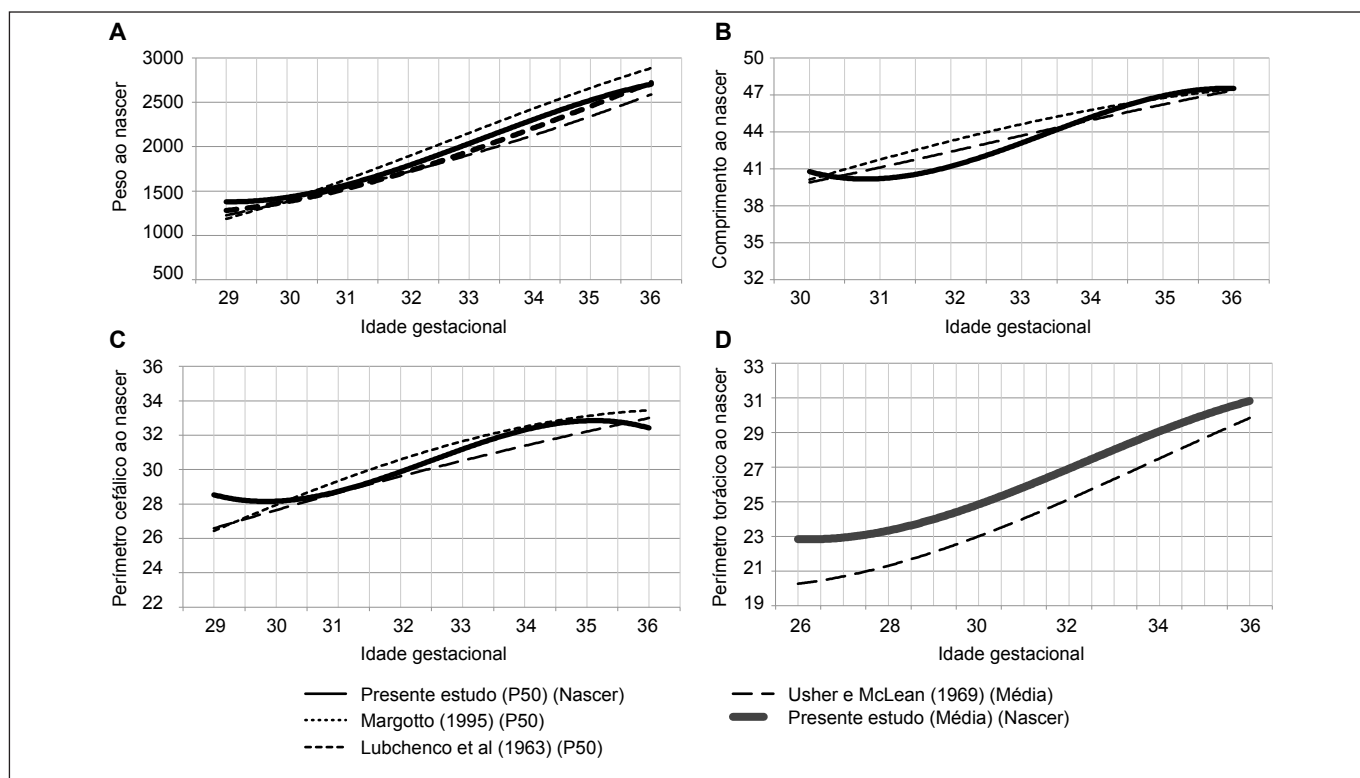 A
Peso ao nascer
3000
2500
2000
1500
1000
500
29 30 31 32 33 34 35 36
Idade gestacional
B
Comprimento ao nascer
50
47
44
41
38
35
32
30 31 32 33 34 35 36
Idade gestacional
C
Perímetro cefálico ao nascer
36
34
32
30
28
26
24
22
29 30 31 32 33 34 35 36
Idade gestacional
D
Perímetro torácico ao nascer
33
31
29
27
25
23
21
19
26 28 30 32 34 36
Idade gestacional
Presente estudo (P50) (Nascer)
Margotto (1995) (P50)
Lubchenco et al (1963) (P50)
Usher e McLean (1969) (Média)
Presente estudo (Média) (Nascer)